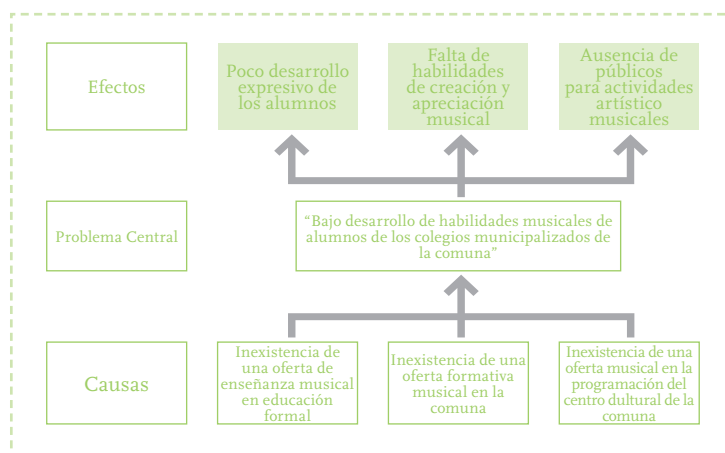 Efectos
Poco desarrollo
expresivo de
los alumnos
Falta de
habilidades
de creación y
apreciación
musical
Ausencia de
públicos
para actividades
artístico
musicales
Problema Central
“Bajo desarrollo de habilidades musicales de
alumnos de los colegios municipalizados de
la comuna”
Causas
Inexistencia de
una oferta de
enseñanza musical
en educación
formal
Inexistencia de una
oferta formativa
musical en la
comuna
Inexistencia de una
oferta musical en la
programación del
centro dultural de la
comuna